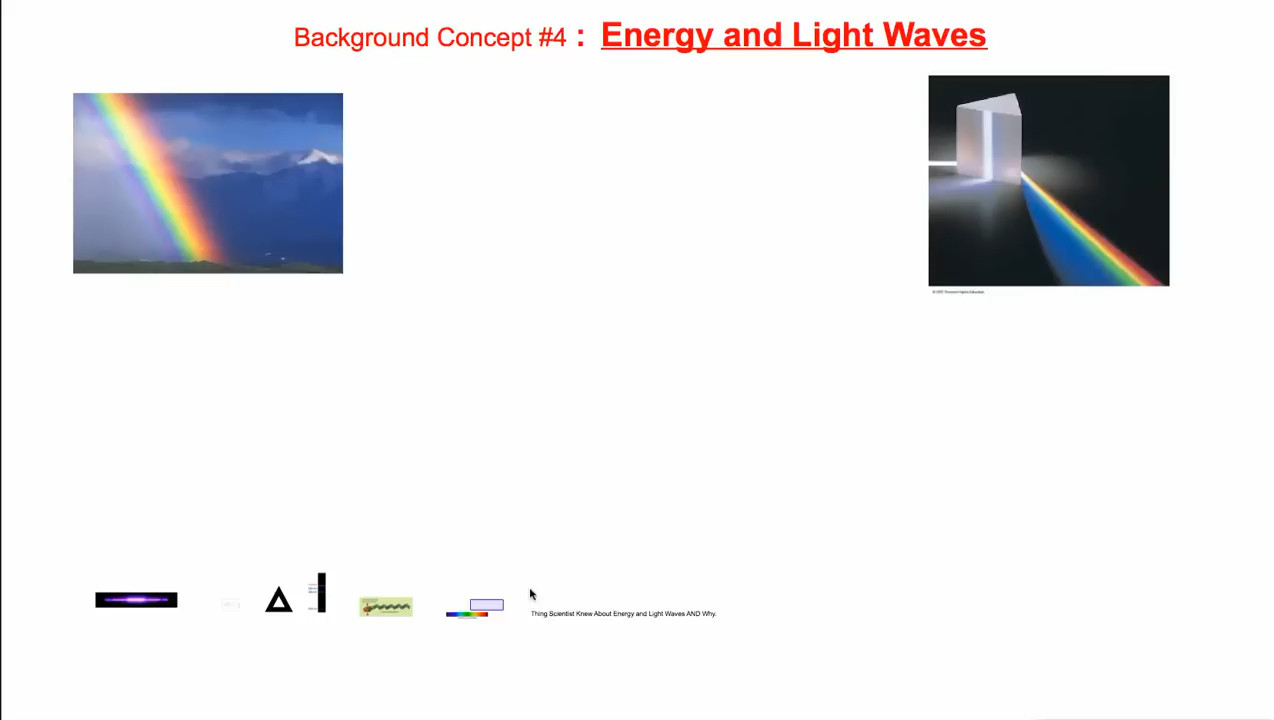 Background Concept #4 : Energy and Light Waves
Thing Scientist Knew About Energy and Light Waves AND Why.